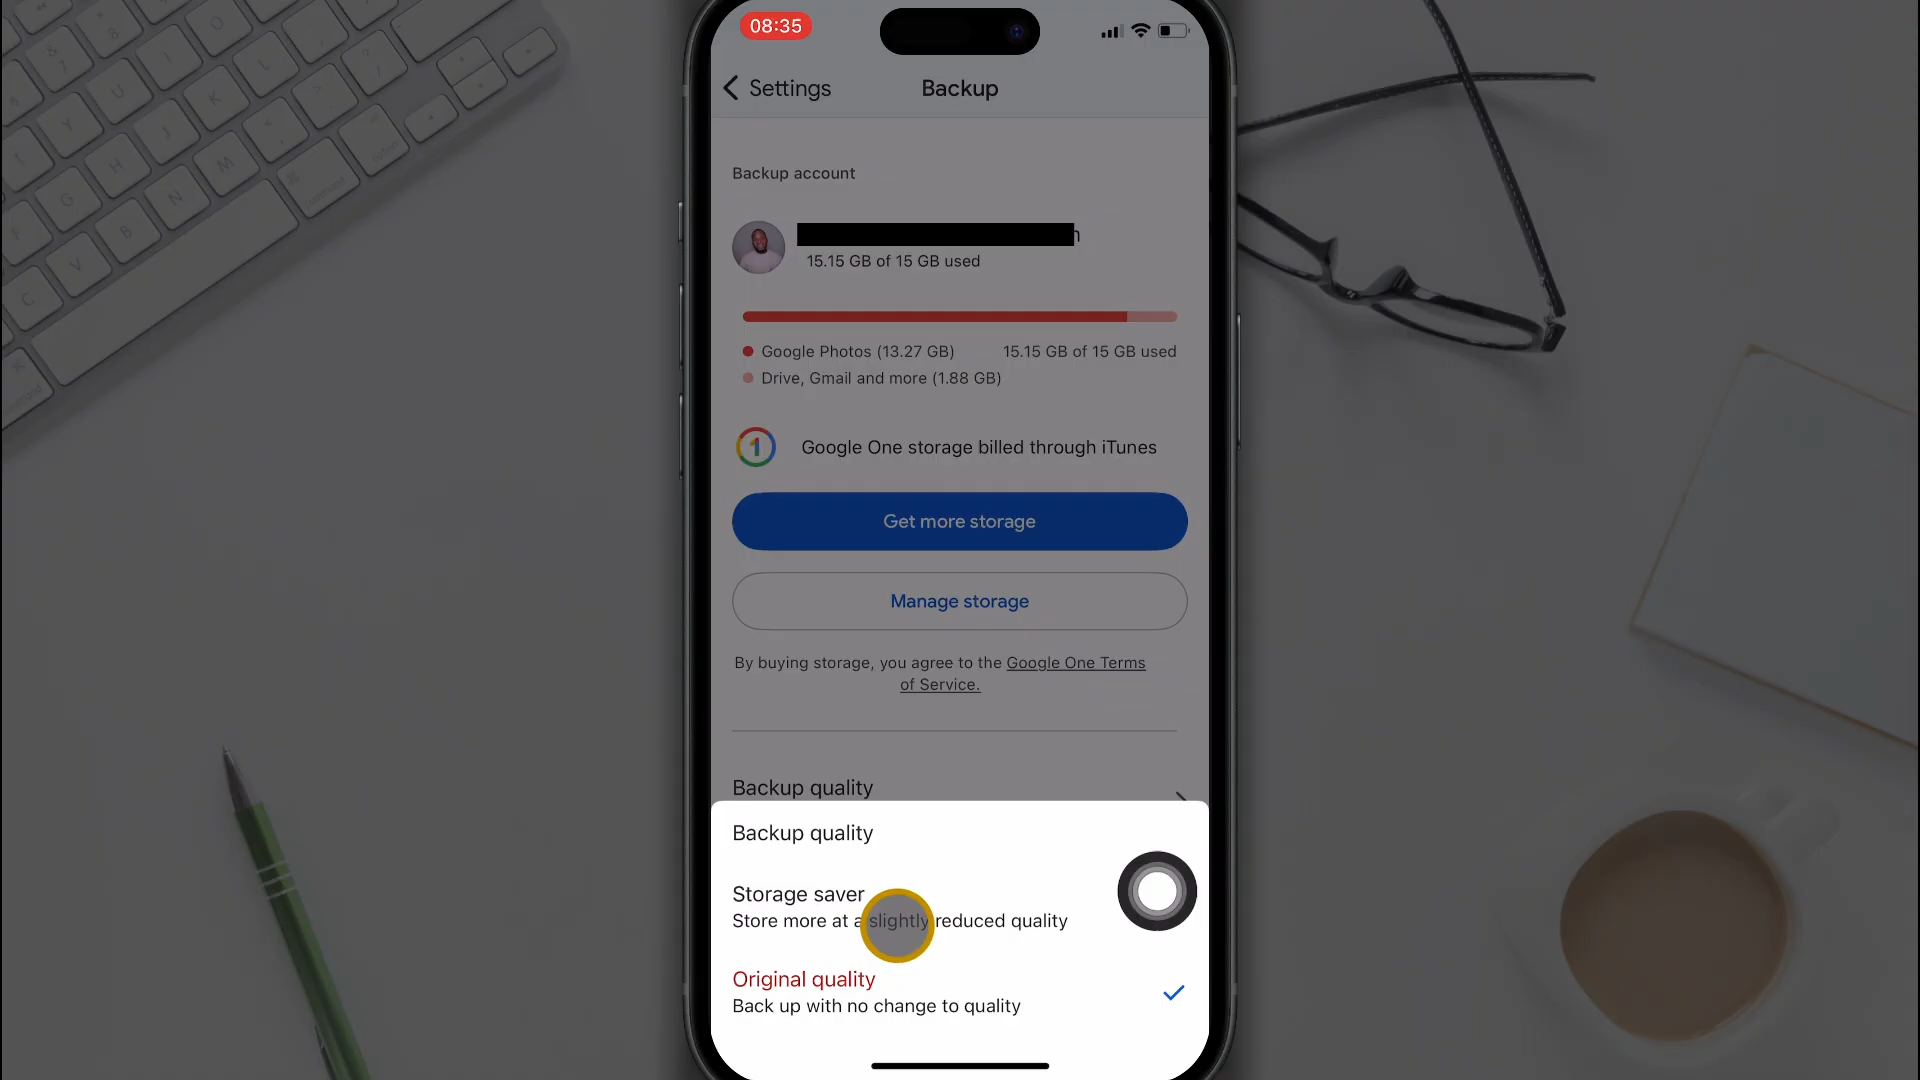 08:35
Settings
Backup
Backup account
15.15 GB of 15 GB used
Google Photos (13.27 GB)
15.15 GB of 15 GB used
Drive, Gmail and more (1.88 GB)
1
Google One storage billed through iTunes
Get more storage
Manage storage
By buying storage, you agree to the Google One Terms
of Service.
Backup quality
Backup quality
Storage saver
Store more at a slightly reduced quality
Original quality
Back up with no change to quality